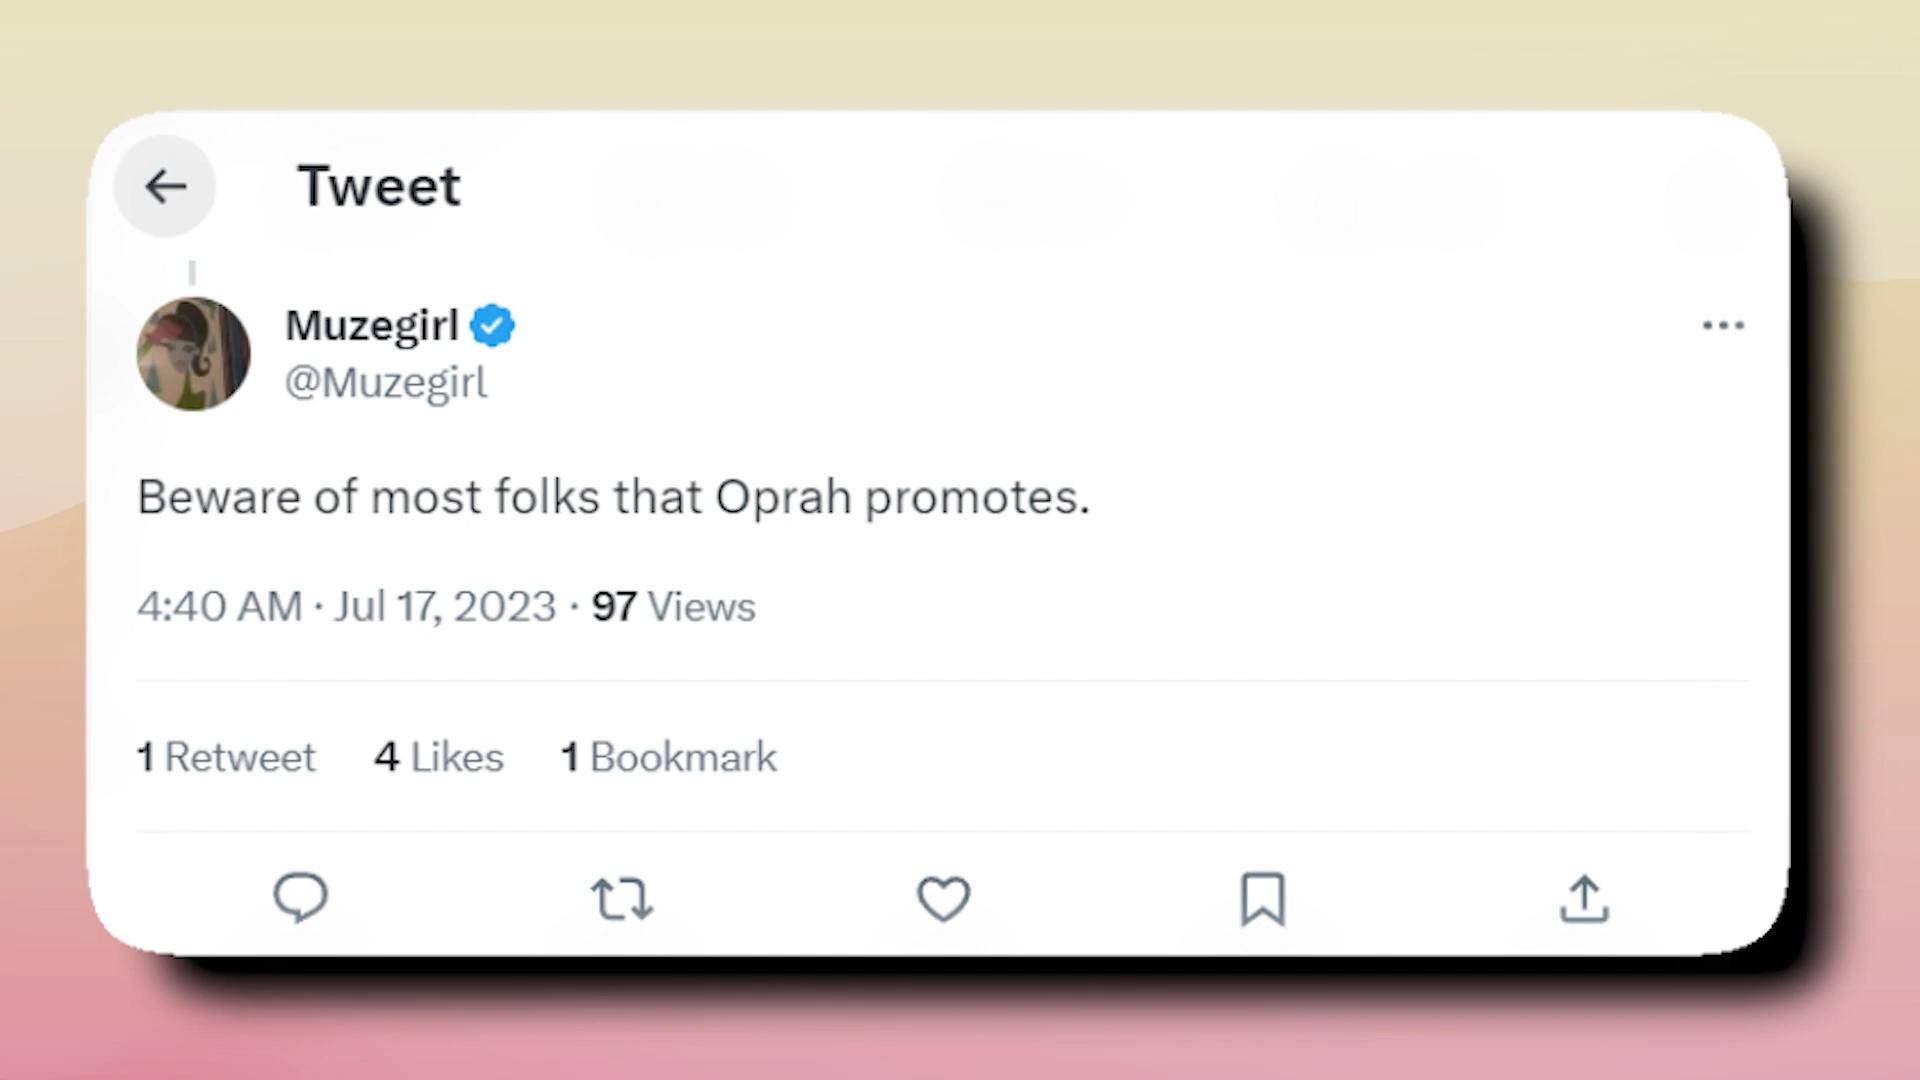 Tweet
Muzegirl
@Muzegirl
Beware of most folks that Oprah promotes.
4:40 AM · Jul 17, 2023 · 97 Views
1 Retweet 4 Likes 1 Bookmark